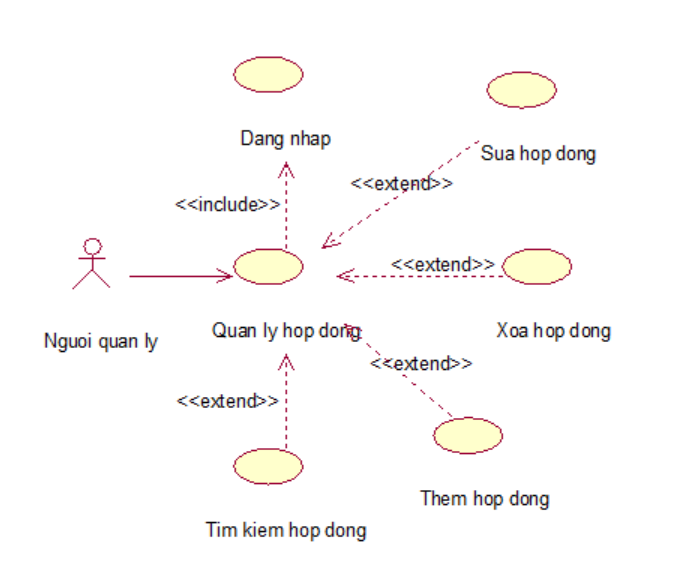 Dang nhap
Sua hop dong
<<extend>>
<<include>>
<<extend>>
Nguoi quan ly
Quan ly hop dong
Xoa hop dong
<<extend>>
<<extend>>
Them hop dong
Tim kiem hop dong